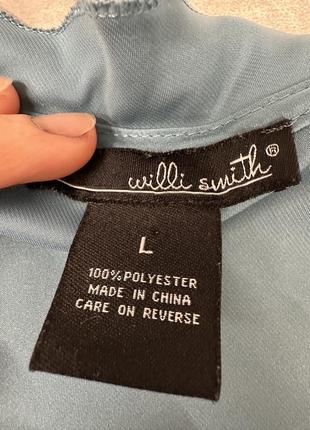 willi smith®
L
100% POLYESTER
MADE IN CHINA
CARE ON REVERSE